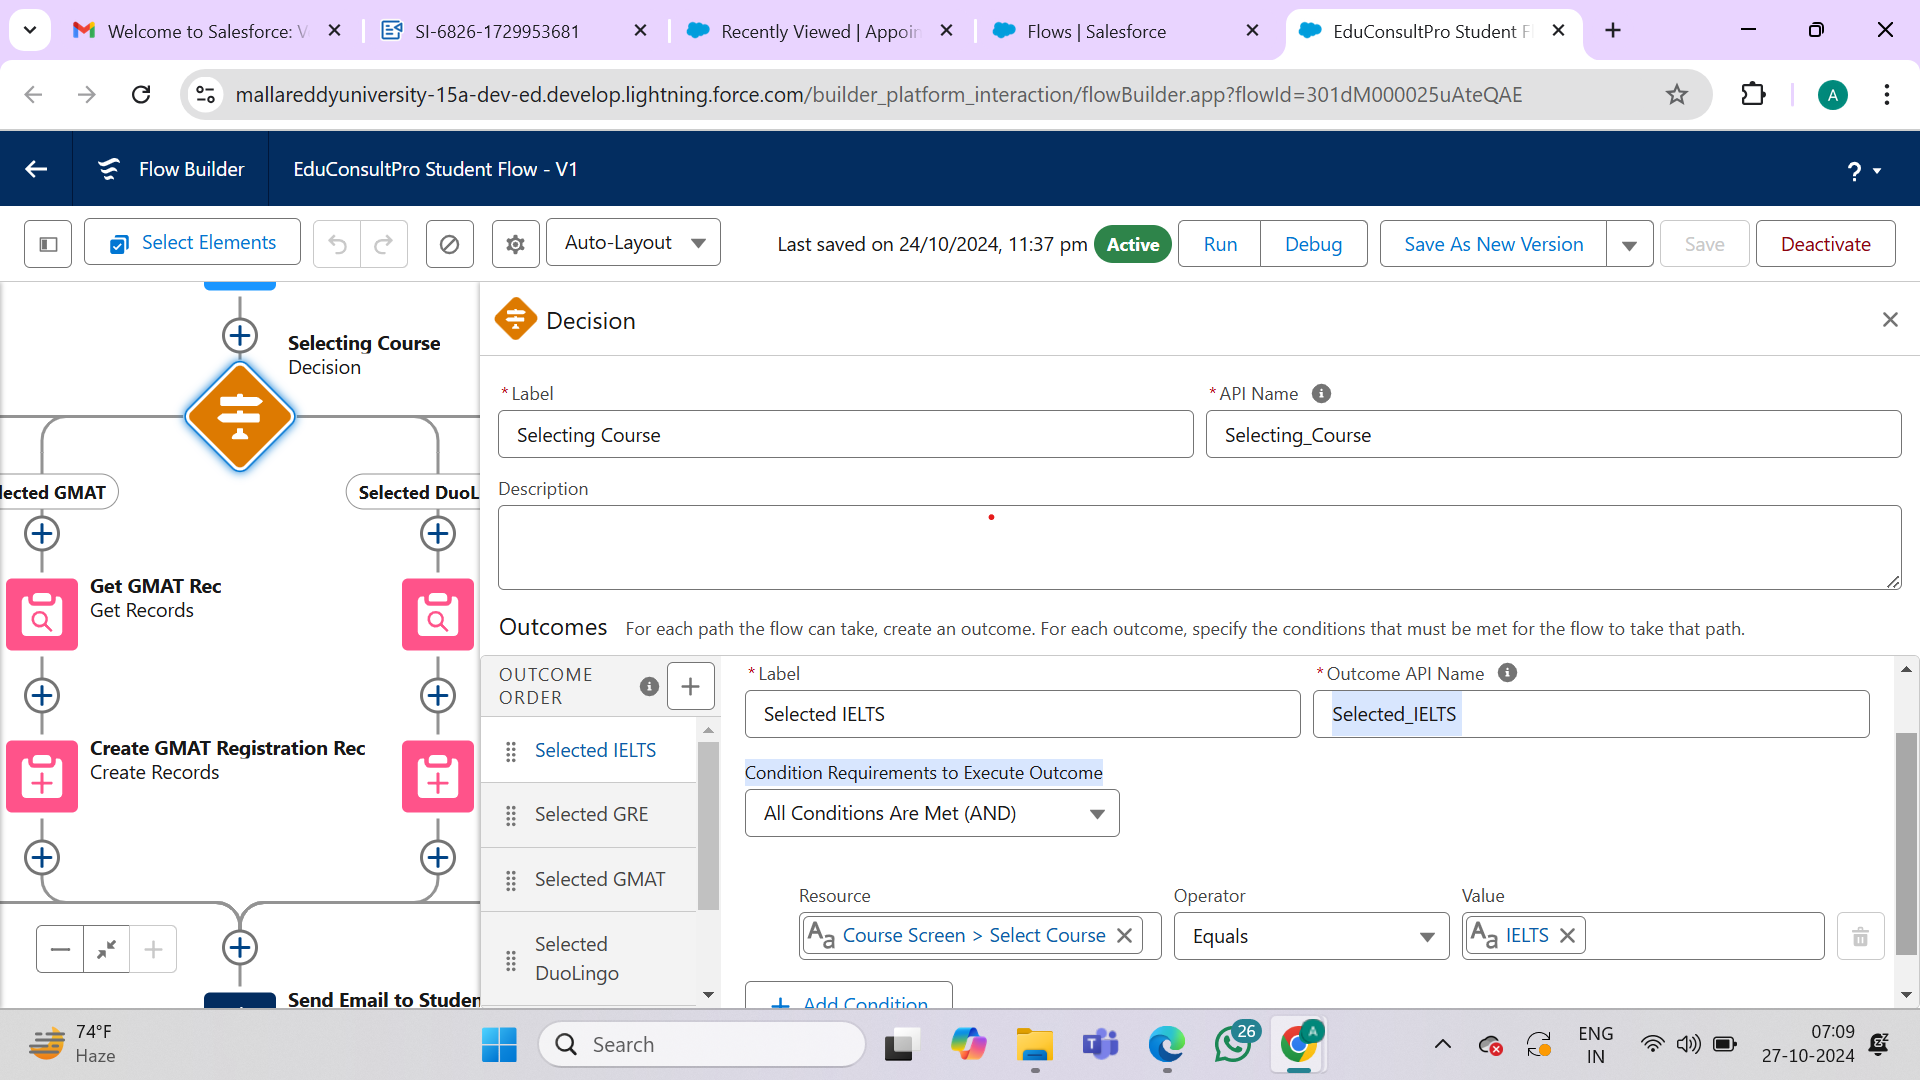 Welcome to Salesforce: V
SI-6826-1729953681
Recently Viewed | Appoin
Flows | Salesforce
EduConsultPro Student F
mallareddyuniversity-15a-dev-ed.develop.lightning.force.com/builder_platform_interaction/flowBuilder.app?flowId=301dM000025uAteQAE
A
Flow Builder
EduConsultPro Student Flow - V1
?
Select Elements
Auto-Layout
Last saved on 24/10/2024, 11:37 pm
Active
Run
Debug
Save As New Version
Save
Deactivate
Selecting Course
Decision
lected GMAT
Selected DuoL
Get GMAT Rec
Get Records
Create GMAT Registration Rec
Create Records
Send Email to Studen
Decision
*Label
*API Name
Selecting Course
Selecting_Course
Description
Outcomes
For each path the flow can take, create an outcome. For each outcome, specify the conditions that must be met for the flow to take that path.
OUTCOME
ORDER
Selected IELTS
Selected GRE
Selected GMAT
Selected
DuoLingo
*Label
*Outcome API Name
Selected IELTS
Selected_IELTS
Condition Requirements to Execute Outcome
All Conditions Are Met (AND)
Resource
Operator
Value
Aa Course Screen > Select Course
Equals
Aa IELTS
Add Condition
74°F
Haze
Search
26
A
ENG
IN
07:09
27-10-2024